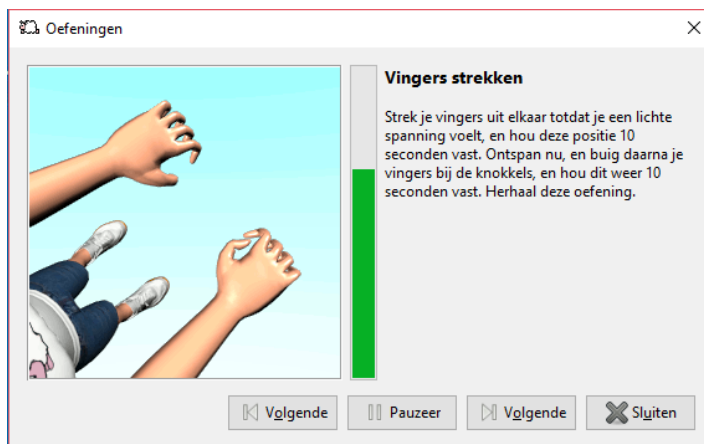 Oefeningen
Vingers strekken
Strek je vingers uit elkaar totdat je een lichte
spanning voelt, en hou deze positie 10
seconden vast. Ontspan nu, en buig daarna je
vingers bij de knokkels, en hou dit weer 10
seconden vast. Herhaal deze oefening.
Volgende
Pauzeer
Volgende
Sluiten